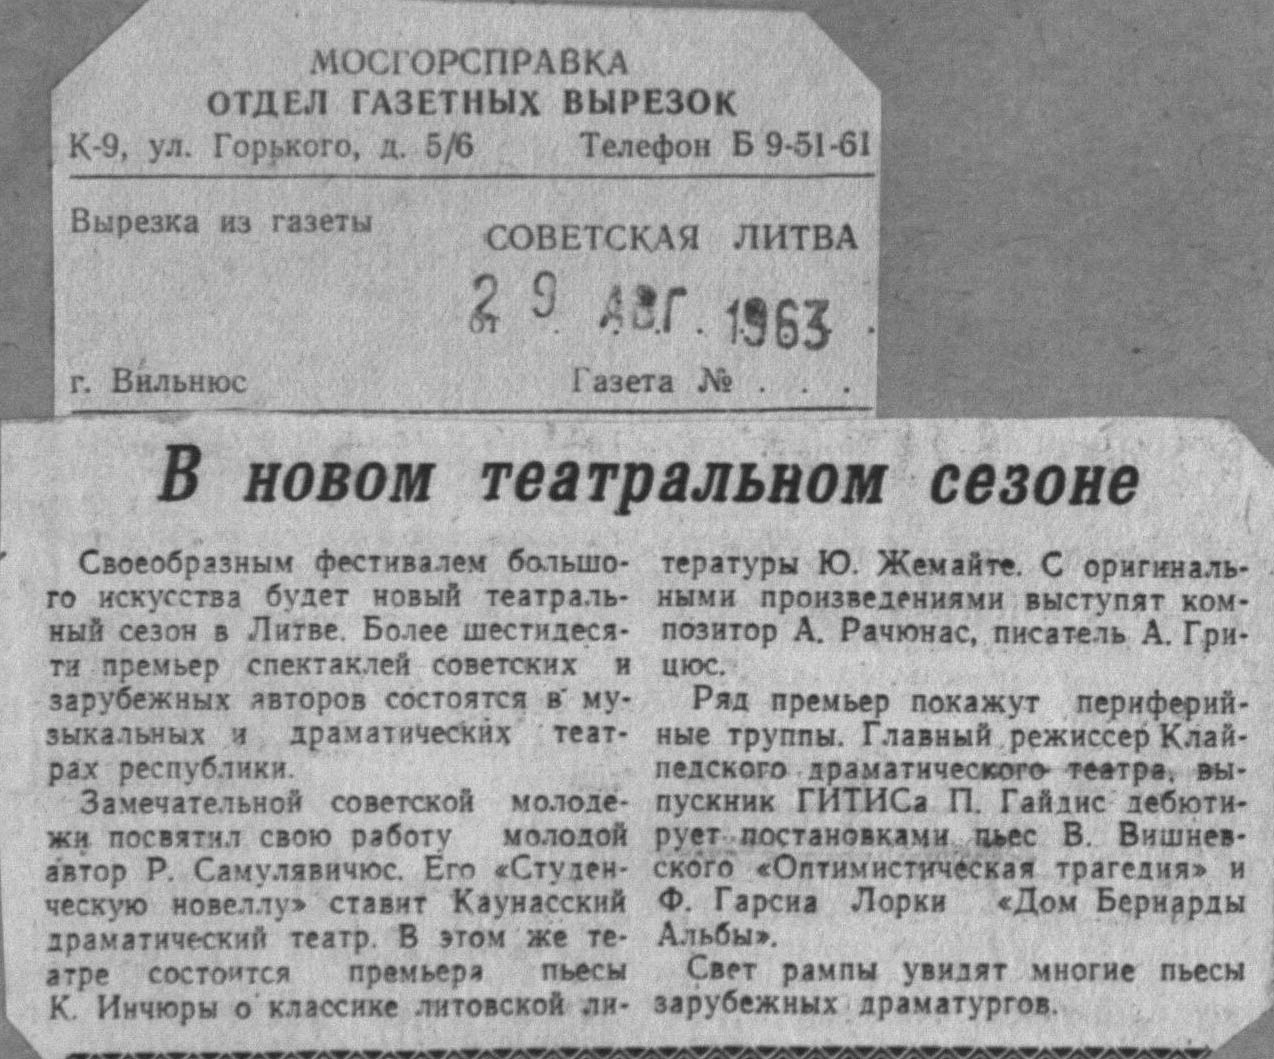 МОСГОРСПРАВКА
ОТДЕЛ ГАЗЕТНЫХ ВЫРЕЗОК
К-9, ул. Горького, д. 5/6 Телефон Б 9-51-61
Вырезка из газеты
СОВЕТСКАЯ ЛИТВА
29 АВГ. 1963
от . . . . . .
г. Вильнюс Газета № . . .
В новом театральном сезоне
Своеобразным фестивалем большо-
го искусства будет новый театраль-
ный сезон в Литве. Более шестидеся-
ти премьер спектаклей советских и
зарубежных авторов состоятся в му-
зыкальных и драматических теат-
рах республики.
Замечательной советской молоде-
жи посвятил свою работу молодой
автор Р. Самулявичюс. Его «Студен-
ческую новеллу» ставит Каунасский
драматический театр. В этом же те-
атре состоится премьера пьесы
К. Инчюры о классике литовской ли-
тературы Ю. Жемайте. С оригиналь-
ными произведениями выступят ком-
позитор А. Рачюнас, писатель А. Гри-
цюс.
Ряд премьер покажут периферий-
ные труппы. Главный режиссер Клай-
педского драматического театра, вы-
пускник ГИТИСа П. Гайдис дебюти-
рует постановками пьес В. Вишнев-
ского «Оптимистическая трагедия» и
Ф. Гарсиа Лорки «Дом Бернарды
Альбы».
Свет рампы увидят многие пьесы
зарубежных драматургов.